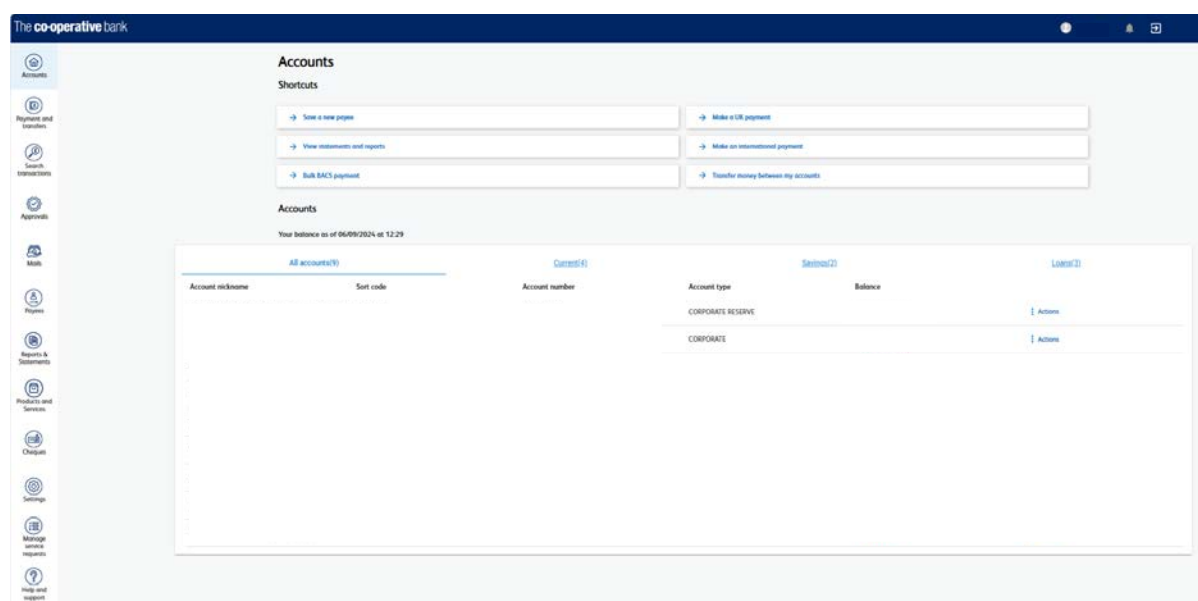 The co-operative bank
Accounts
Payment and
transfers
Search
transactions
Approvals
Mails
Payees
Reports &
Statements
Products and
Services
Cheques
Settings
Manage
service
requests
Help and
support
Accounts
Shortcuts
→ Save a new payee
→ Make a UK payment
→ View statements and reports
→ Make an international payment
→ Bulk BACS payment
→ Transfer money between my accounts
Accounts
Your balance as of 06/09/2024 at 12:29
All accounts(9) Current(4) Savings(2) Loans(3)
Account nickname Sort code Account number Account type Balance
CORPORATE RESERVE Actions
CORPORATE Actions